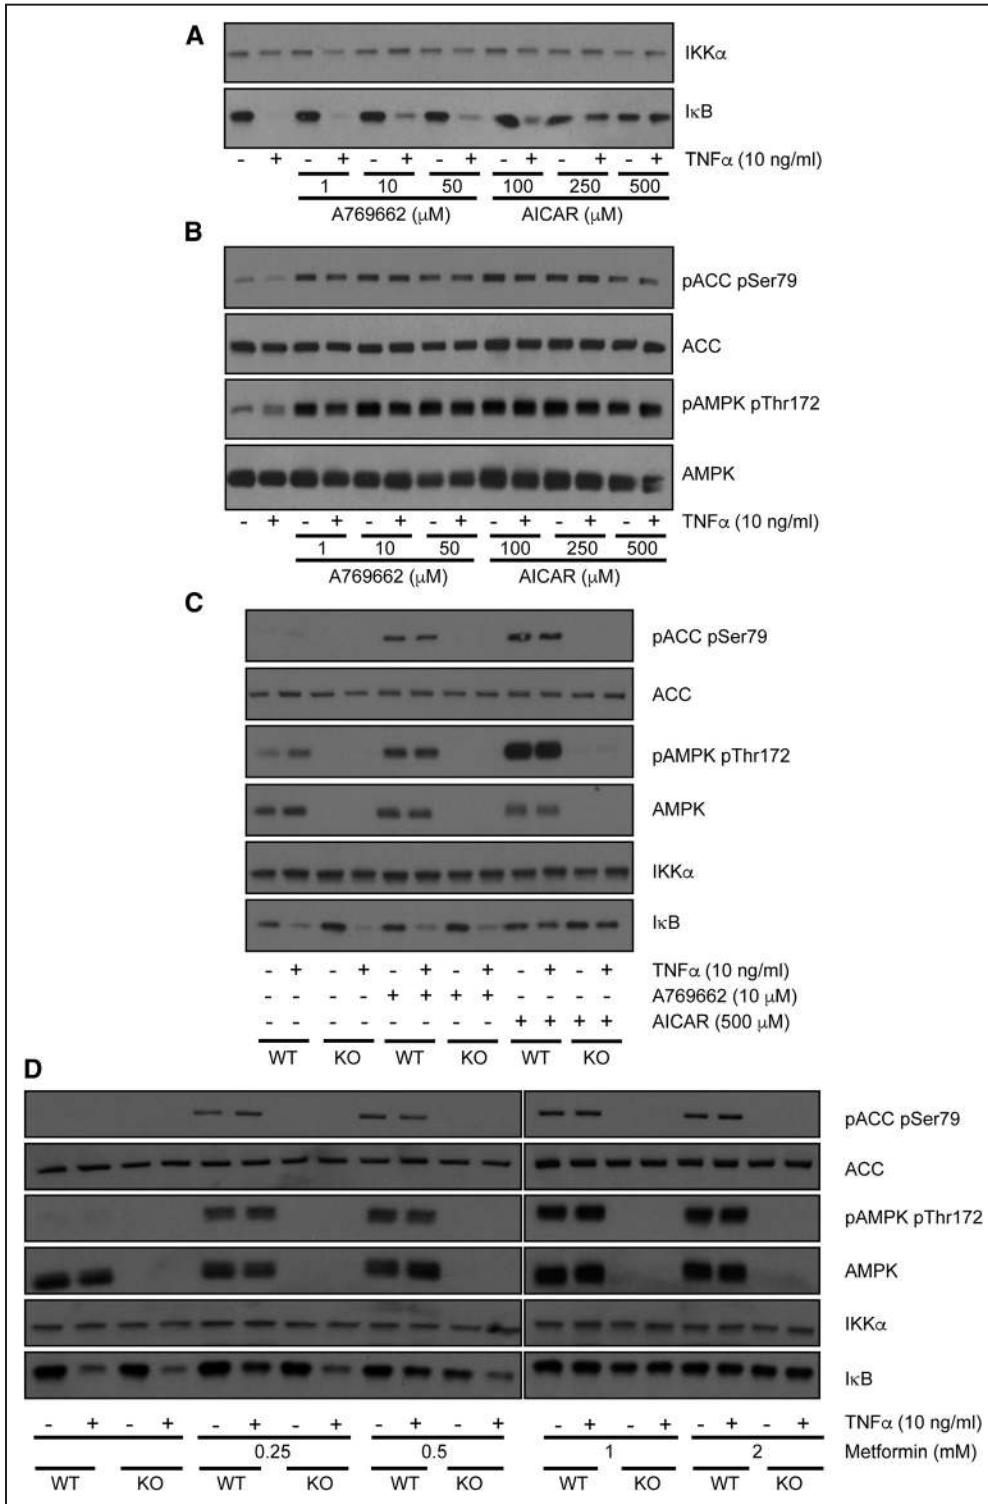 A
IKKα
IκB
- + - + - + - + - + - + - + TNFα (10 ng/ml)
1 10 50 100 250 500
A769662 (μM) AICAR (μM)
B
pACC pSer79
ACC
pAMPK pThr172
AMPK
- + - + - + - + - + - + - + TNFα (10 ng/ml)
1 10 50 100 250 500
A769662 (μM) AICAR (μM)
C
pACC pSer79
ACC
pAMPK pThr172
AMPK
IKKα
IκB
- + - + - + - + - + - + TNFα (10 ng/ml)
- - - - + + + + - - - - A769662 (10 μM)
- - - - - - - - + + + + AICAR (500 μM)
WT KO WT KO WT KO
D
pACC pSer79
ACC
pAMPK pThr172
AMPK
IKKα
IκB
- + - + - + - + - + - + - + - + - + - + TNFα (10 ng/ml)
0.25 0.5 1 2 Metformin (mM)
WT KO WT KO WT KO WT KO WT KO